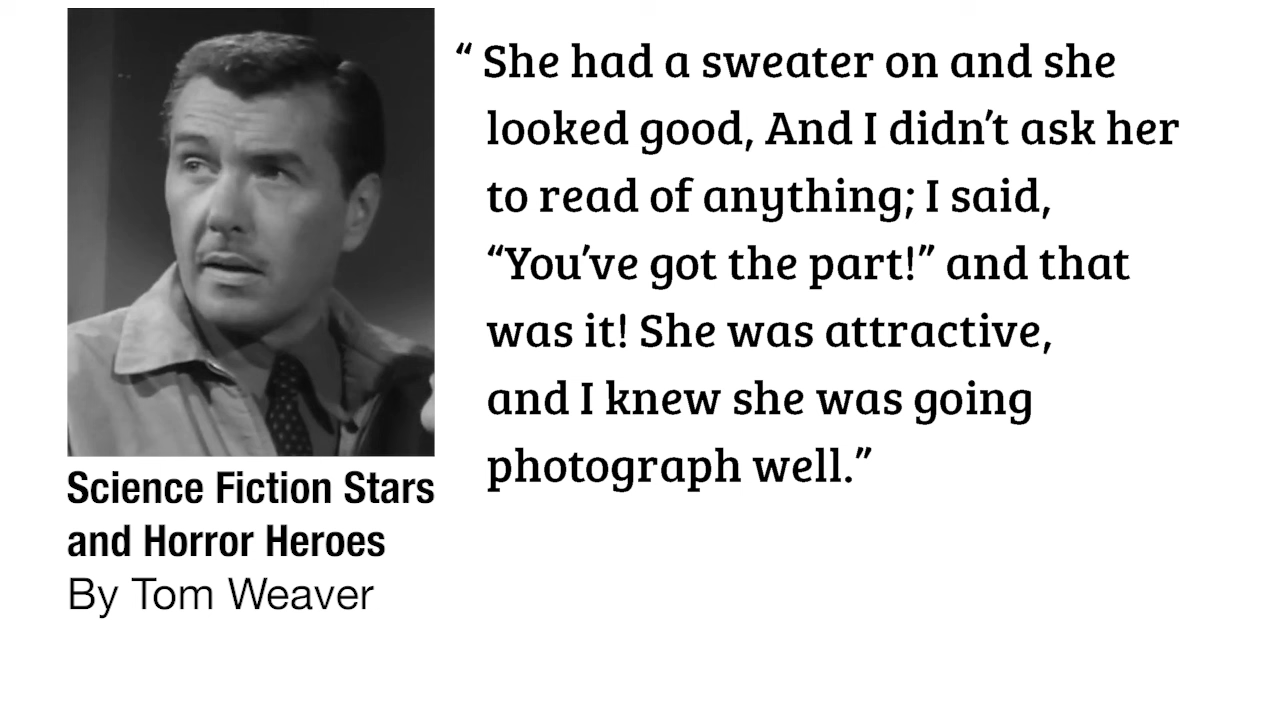 “ She had a sweater on and she
looked good, And I didn’t ask her
to read of anything; I said,
“You’ve got the part!” and that
was it! She was attractive,
and I knew she was going
photograph well.”
Science Fiction Stars
and Horror Heroes
By Tom Weaver